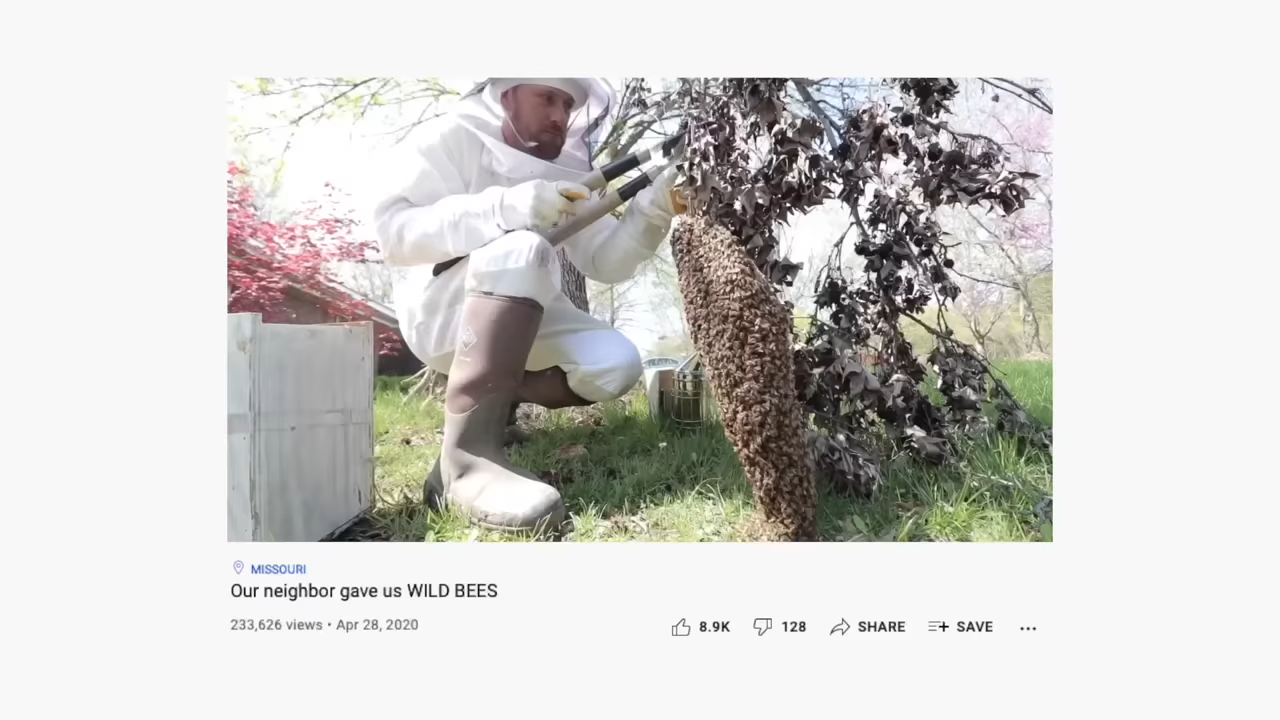 MISSOURI
Our neighbor gave us WILD BEES
233,626 views • Apr 28, 2020
8.9K 128 SHARE SAVE ...